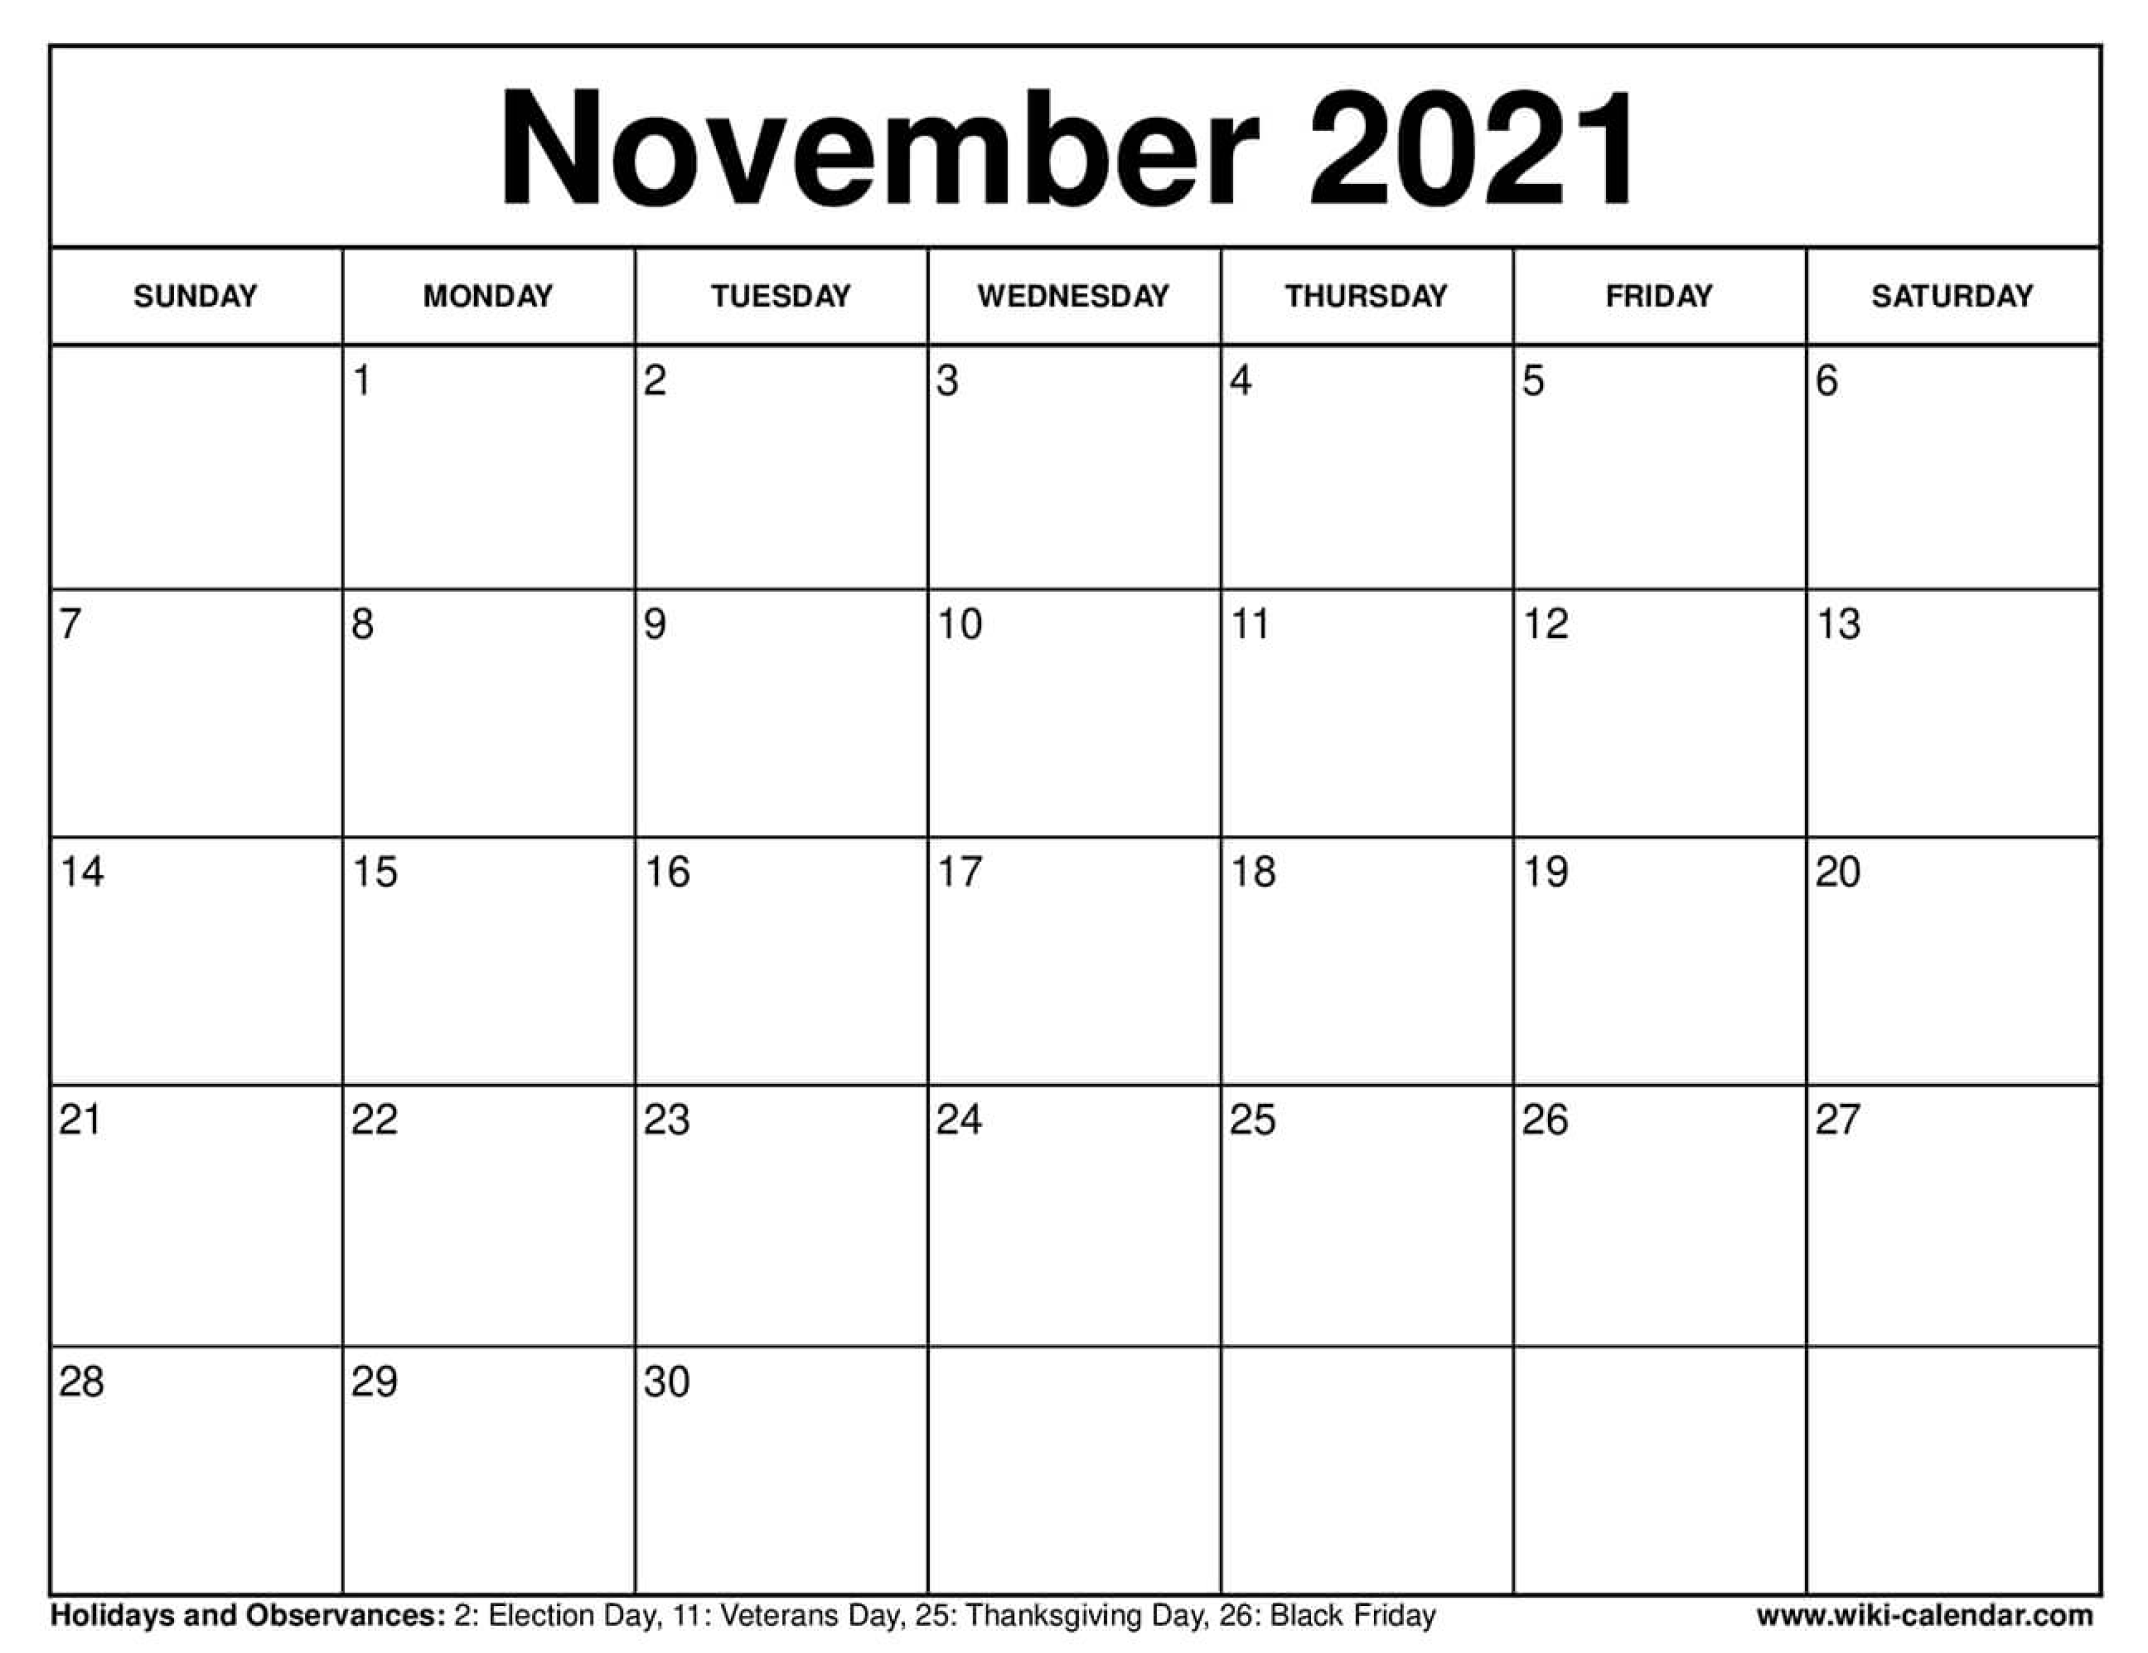 November 2021
SUNDAY MONDAY TUESDAY WEDNESDAY THURSDAY FRIDAY SATURDAY
1 2 3 4 5 6
7 8 9 10 11 12 13
14 15 16 17 18 19 20
21 22 23 24 25 26 27
28 29 30
Holidays and Observances: 2: Election Day, 11: Veterans Day, 25: Thanksgiving Day, 26: Black Friday www.wiki-calendar.com